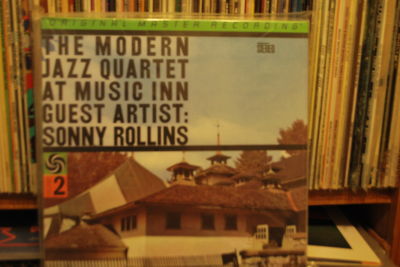 ORIGINAL MASTER RECORDING
THE MODERN
JAZZ QUARTET
AT MUSIC INN
GUEST ARTIST:
SONNY ROLLINS
STEREO
2